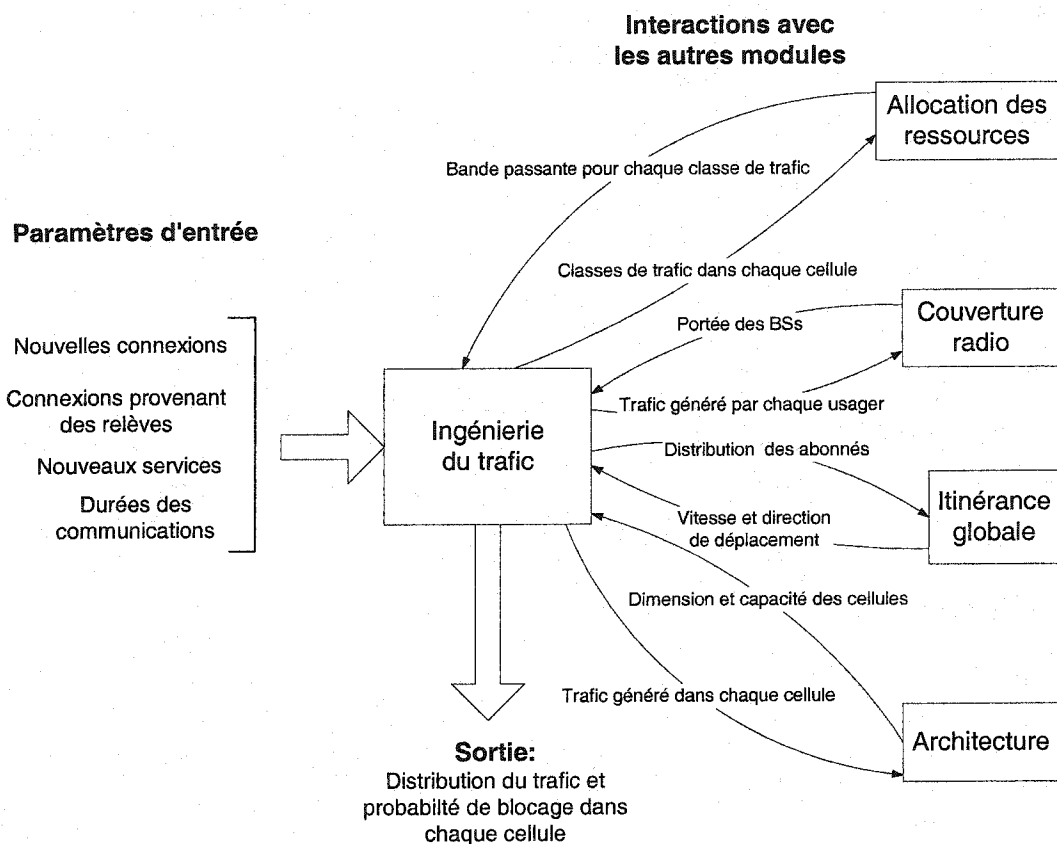 Interactions avec
les autres modules
Allocation des
ressources
Bande passante pour chaque classe de trafic
Paramètres d'entrée
Classes de trafic dans chaque cellule
Portée des BSs
Couverture
radio
Nouvelles connexions
Connexions provenant
des relèves
Nouveaux services
Durées des
communications
Ingénierie
du trafic
Trafic généré par chaque usager
Distribution des abonnés
Itinérance
globale
Vitesse et direction
de déplacement
Dimension et capacité des cellules
Trafic généré dans chaque cellule
Architecture
Sortie:
Distribution du trafic et
probabilté de blocage dans
chaque cellule